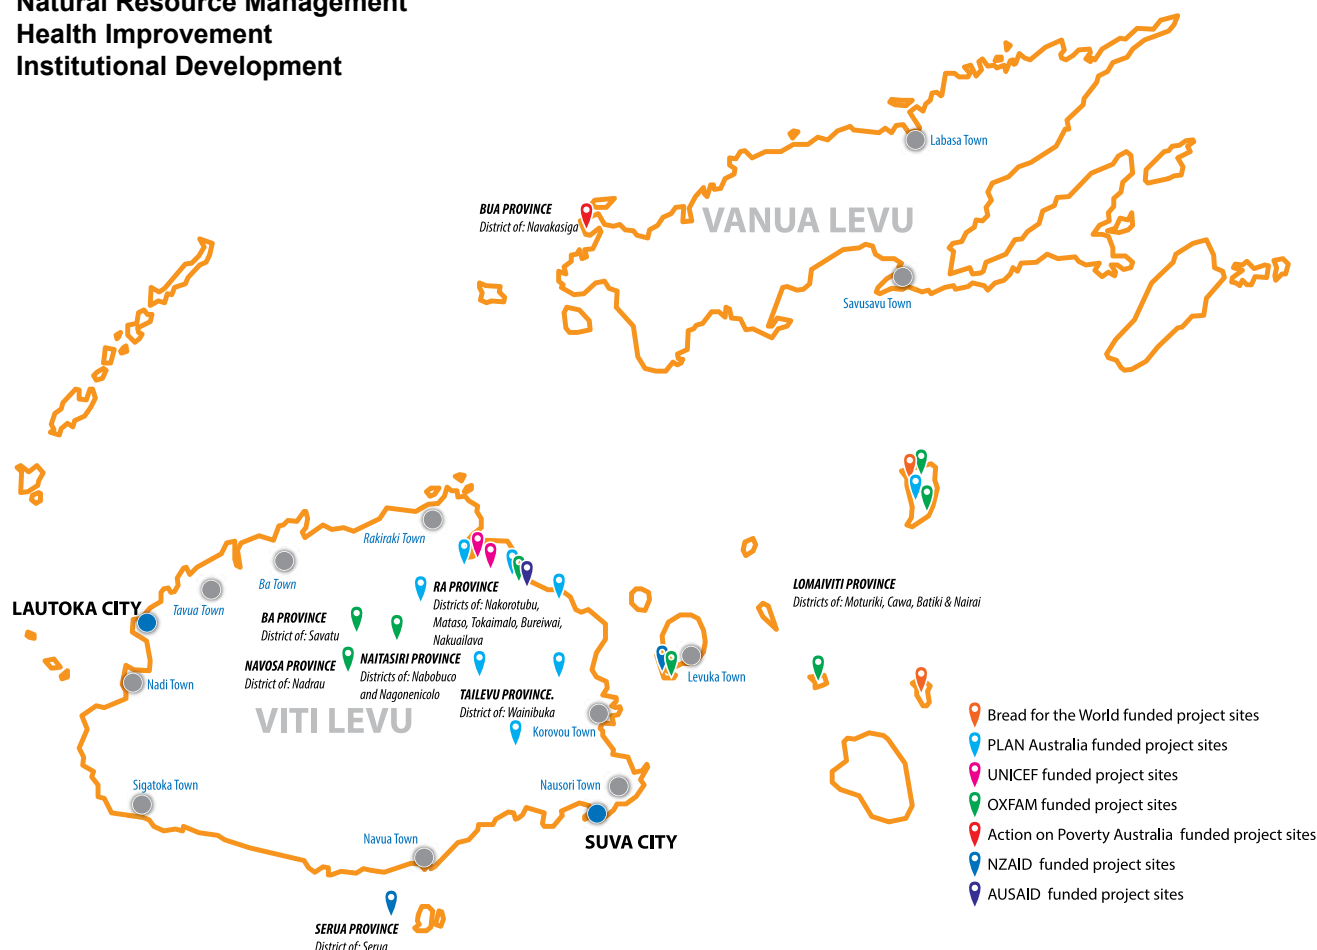 Natural Resource Management
Health Improvement
Institutional Development
Labasa Town
BUA PROVINCE
District of: Navakasiga
VANUA LEVU
Savusavu Town
Rakiraki Town
Ba Town
Tavua Town
LAUTOKA CITY
RA PROVINCE
Districts of: Nakorotubu,
Mataso, Tokaimalo, Bureiwai,
Nakuailava
LOMAIVITI PROVINCE
Districts of: Moturiki, Cawa, Batiki & Nairai
BA PROVINCE
District of: Savatu
NAVOSA PROVINCE
District of: Nadrau
NAITASIRI PROVINCE
Districts of: Nabobuco
and Nagonenicolo
TAILEVU PROVINCE.
District of: Wainibuka
Levuka Town
Nadi Town
VITI LEVU
Korovou Town
Sigatoka Town
Nausori Town
Navua Town
SUVA CITY
SERUA PROVINCE
District of: Serua
Bread for the World funded project sites
PLAN Australia funded project sites
UNICEF funded project sites
OXFAM funded project sites
Action on Poverty Australia funded project sites
NZAID funded project sites
AUSAID funded project sites